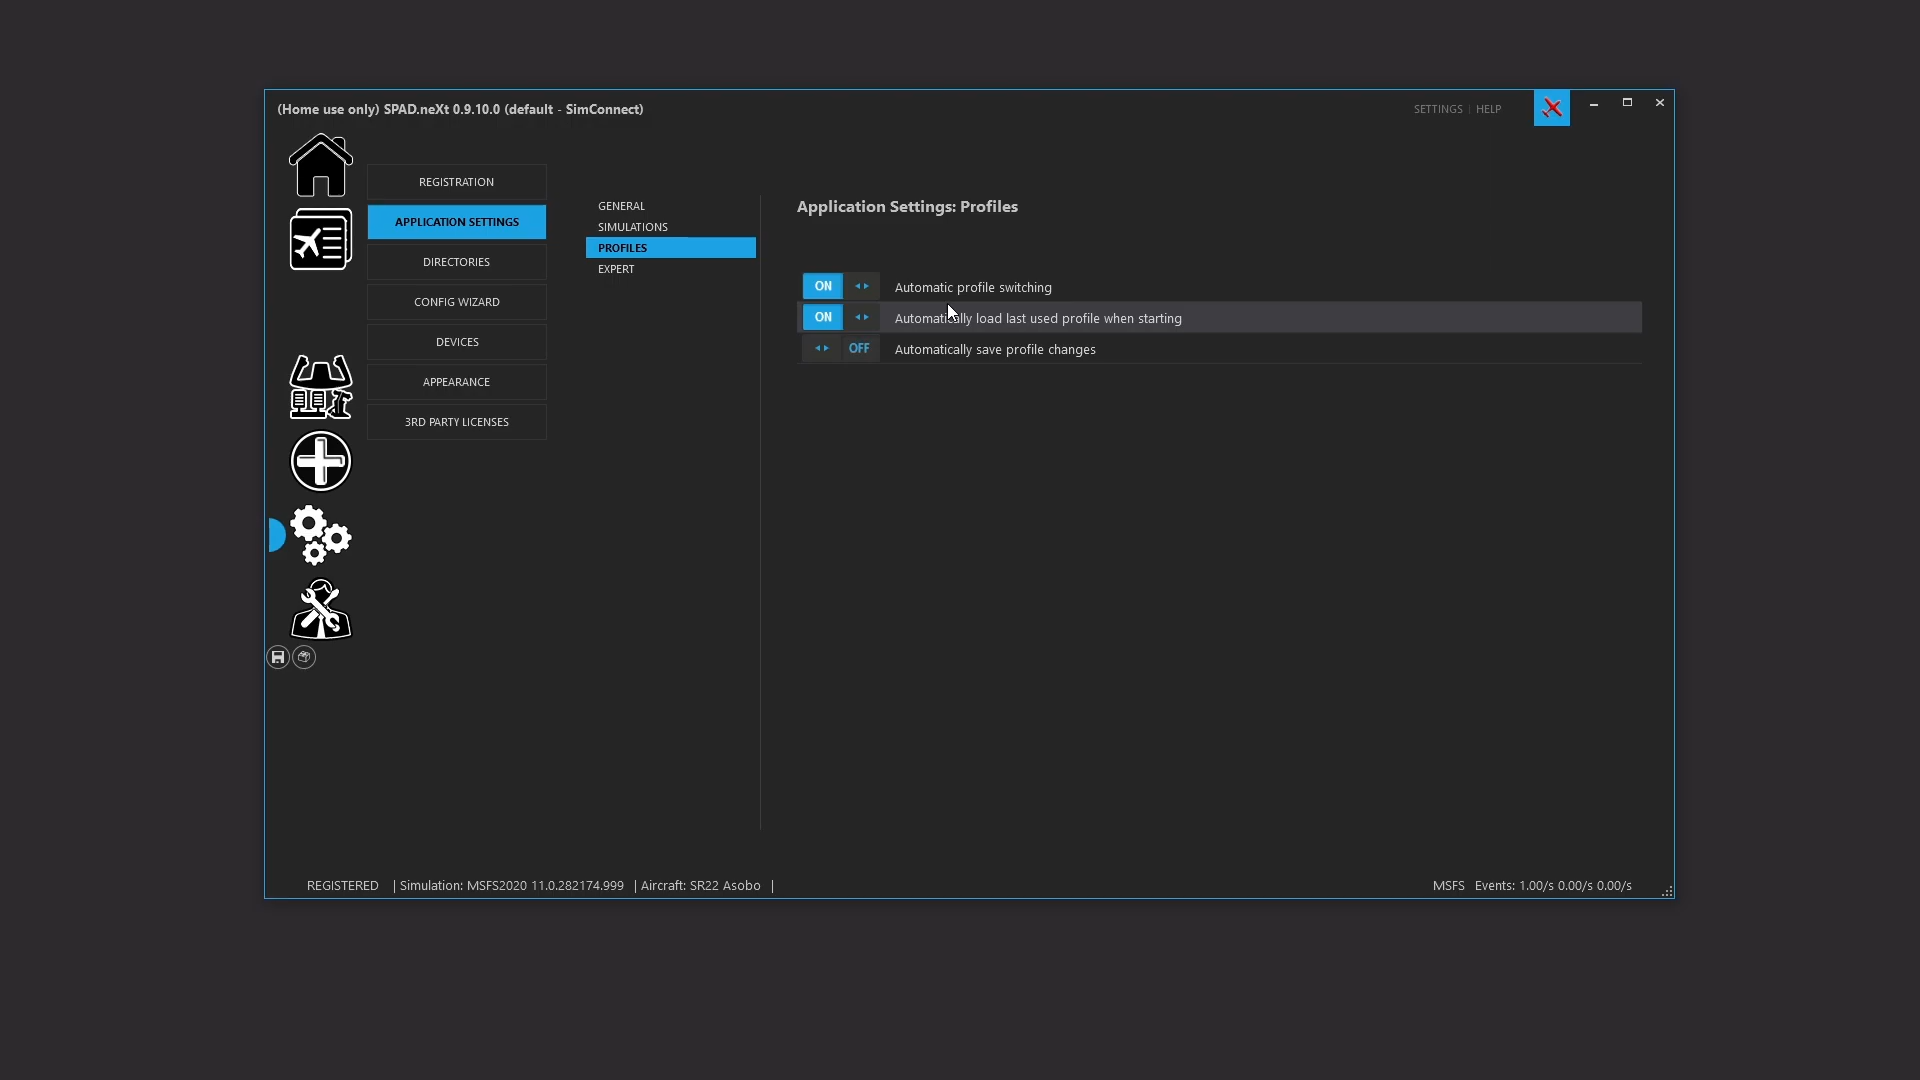 (Home use only) SPAD.neXt 0.9.10.0 (default - SimConnect)
SETTINGS | HELP
REGISTRATION
APPLICATION SETTINGS
DIRECTORIES
CONFIG WIZARD
DEVICES
APPEARANCE
3RD PARTY LICENSES
GENERAL
SIMULATIONS
PROFILES
EXPERT
Application Settings: Profiles
ON Automatic profile switching
ON Automatically load last used profile when starting
OFF Automatically save profile changes
REGISTERED | Simulation: MSFS2020 11.0.282174.999 | Aircraft: SR22 Asobo |
MSFS Events: 1.00/s 0.00/s 0.00/s